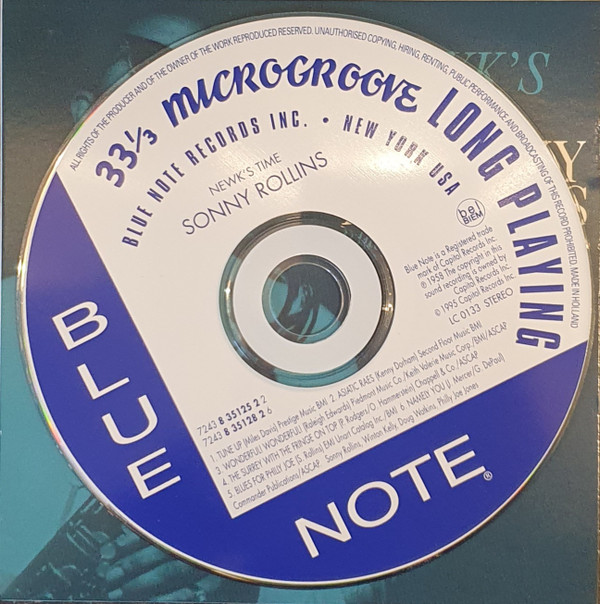 ALL RIGHTS OF THE PRODUCER AND OF THE OWNER OF THE WORK REPRODUCED RESERVED. UNAUTHORISED COPYING, HIRING, RENTING, PUBLIC PERFORMANCE AND BROADCASTING OF THIS RECORD PROHIBITED. MADE IN HOLLAND
33 1/3 MICROGROOVE LONG PLAYING
BLUE NOTE RECORDS INC. • NEW YORK USA
NEWK'S TIME
SONNY ROLLINS
bel
BIEM
Blue Note is a Registered trade
mark of Capitol Records Inc.
℗ 1958 The copyright in this
sound recording is owned by
Capitol Records Inc.
© 1995 Capitol Records Inc.
LC 0133 STEREO
7243 8 35125 2 2
7243 8 35128 2 6
1. TUNE UP (Miles Davis) Prestige Music BMI 2. ASIATIC RAES (Kenny Dorham) Second Floor Music BMI
3. WONDERFUL! WONDERFUL! (Raleigh Edwards) Piedmont Music Co./Keith Valerie Music Corp./BMI/ASCAP
4. THE SURREY WITH THE FRINGE ON TOP (R. Rodgers/O. Hammerstein) Chappell & Co./ASCAP
5. BLUES FOR PHILLY JOE (S. Rollins) EMI Unart Catalog Inc./BMI 6. NAMELY YOU (J. Mercer/G. DePaul)
Commander Publications/ASCAP. Sonny Rollins, Wynton Kelly, Doug Watkins, Philly Joe Jones
BLUE
NOTE®
WK'S